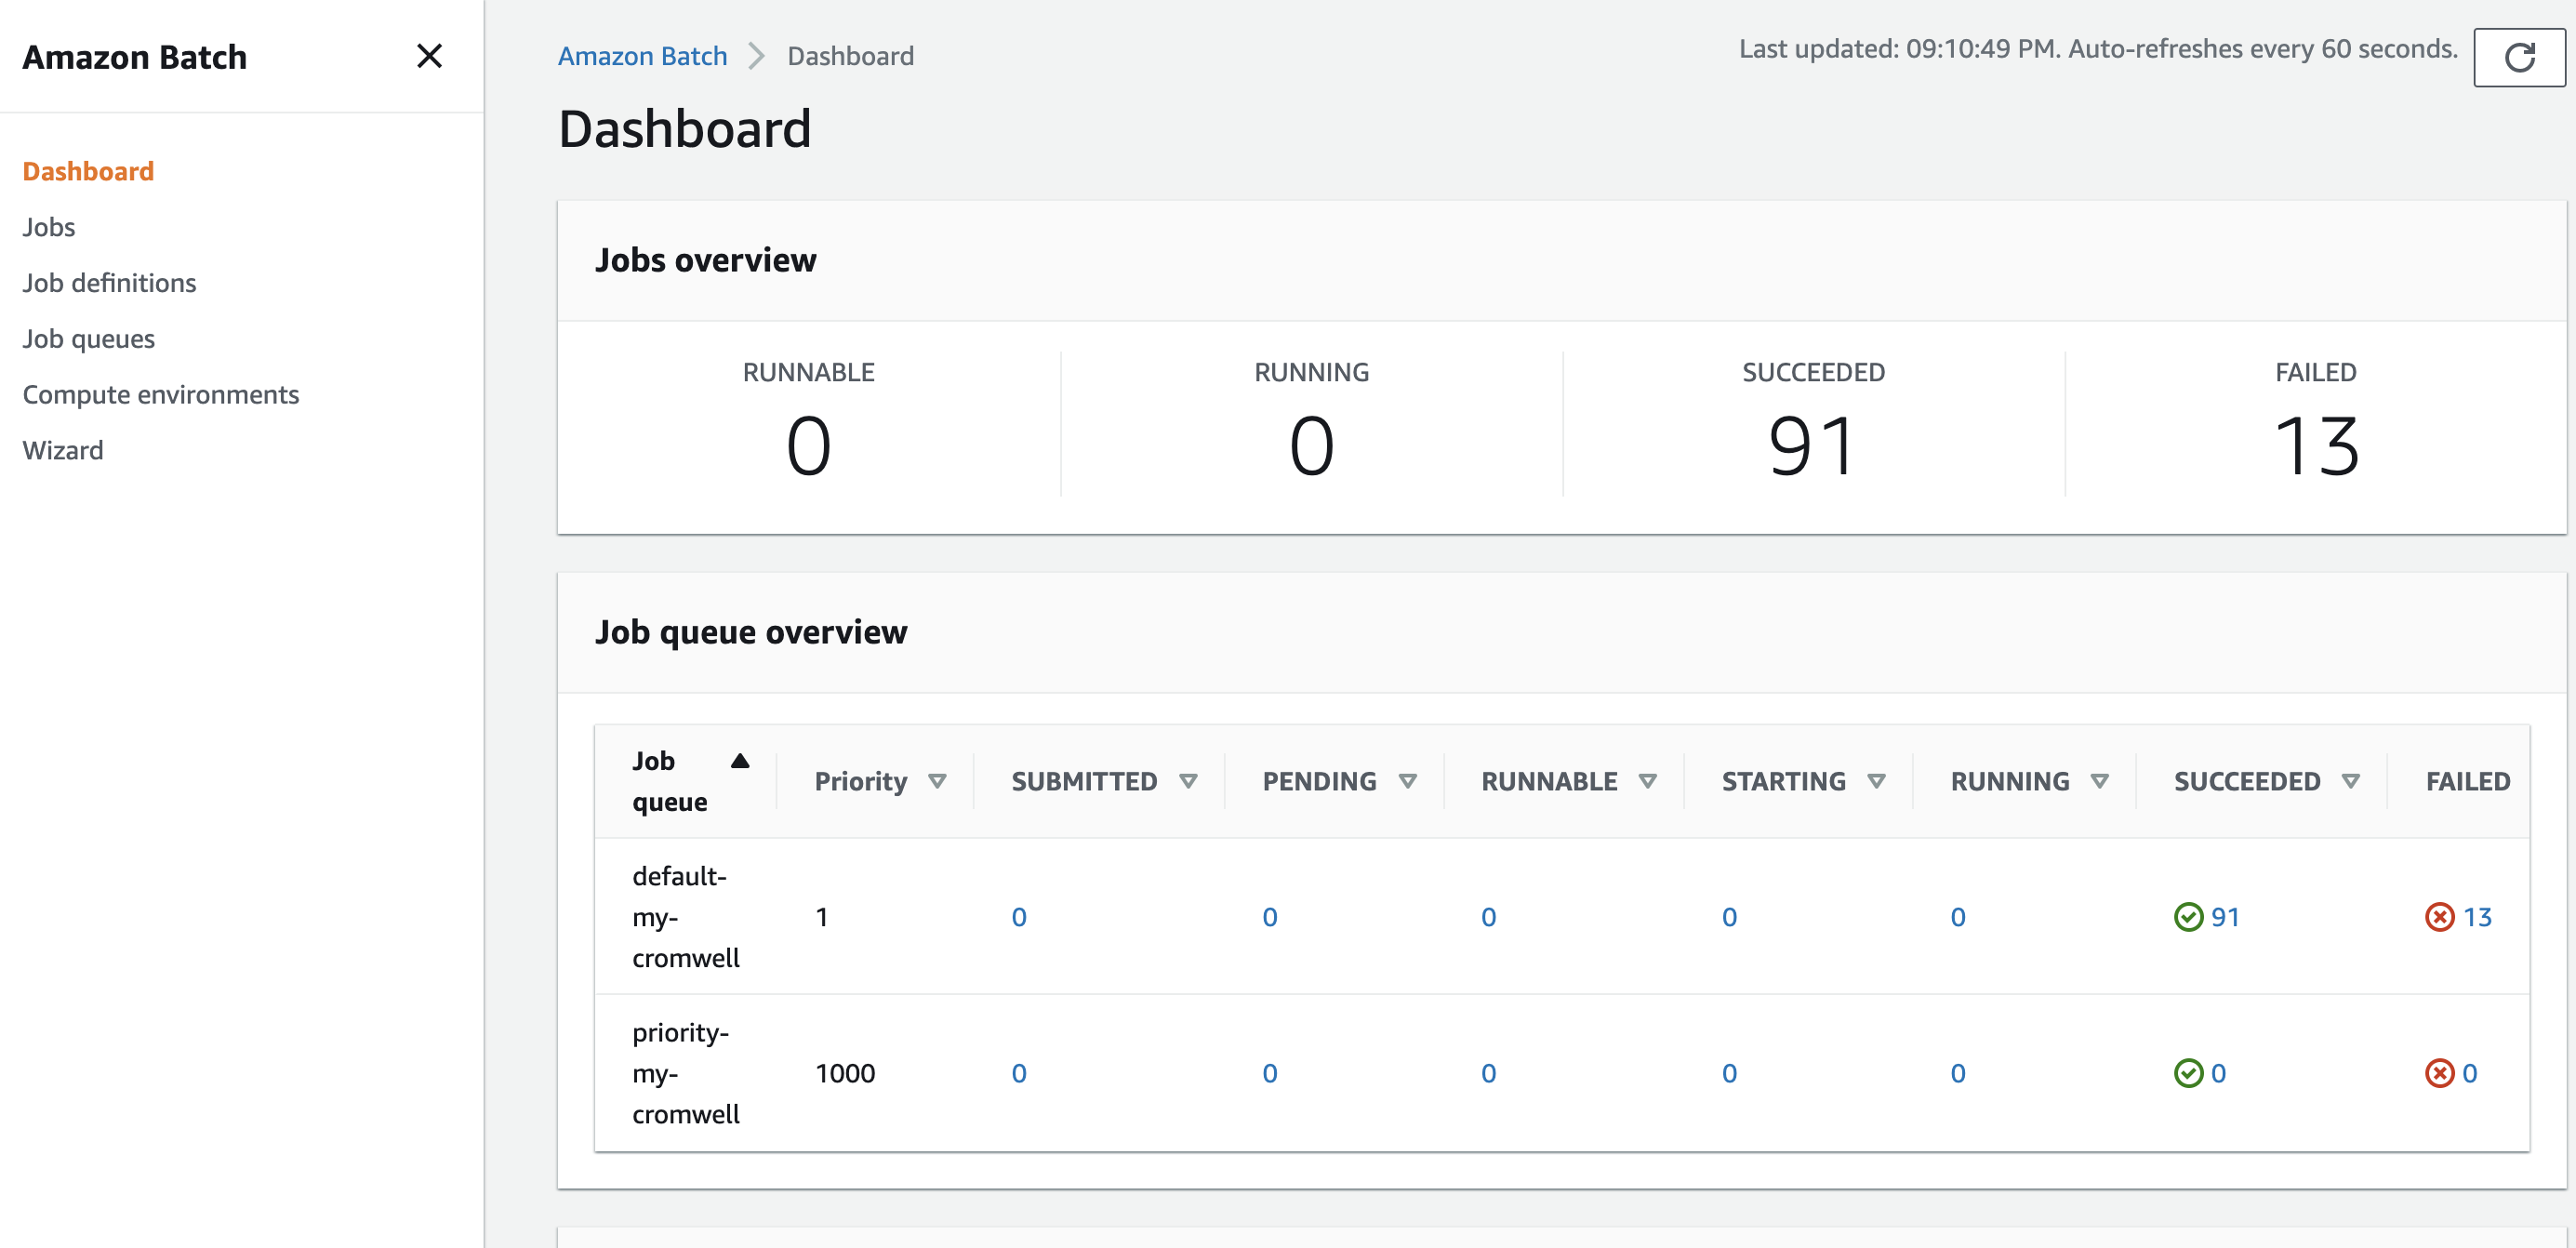 Amazon Batch
Dashboard
Jobs
Job definitions
Job queues
Compute environments
Wizard
Amazon Batch Dashboard
Last updated: 09:10:49 PM. Auto-refreshes every 60 seconds.
Dashboard
Jobs overview
RUNNABLE RUNNING SUCCEEDED FAILED
0 0 91 13
Job queue overview
Job queue Priority SUBMITTED PENDING RUNNABLE STARTING RUNNING SUCCEEDED FAILED
default-my-cromwell 1 0 0 0 0 0 91 13
priority-my-cromwell 1000 0 0 0 0 0 0 0